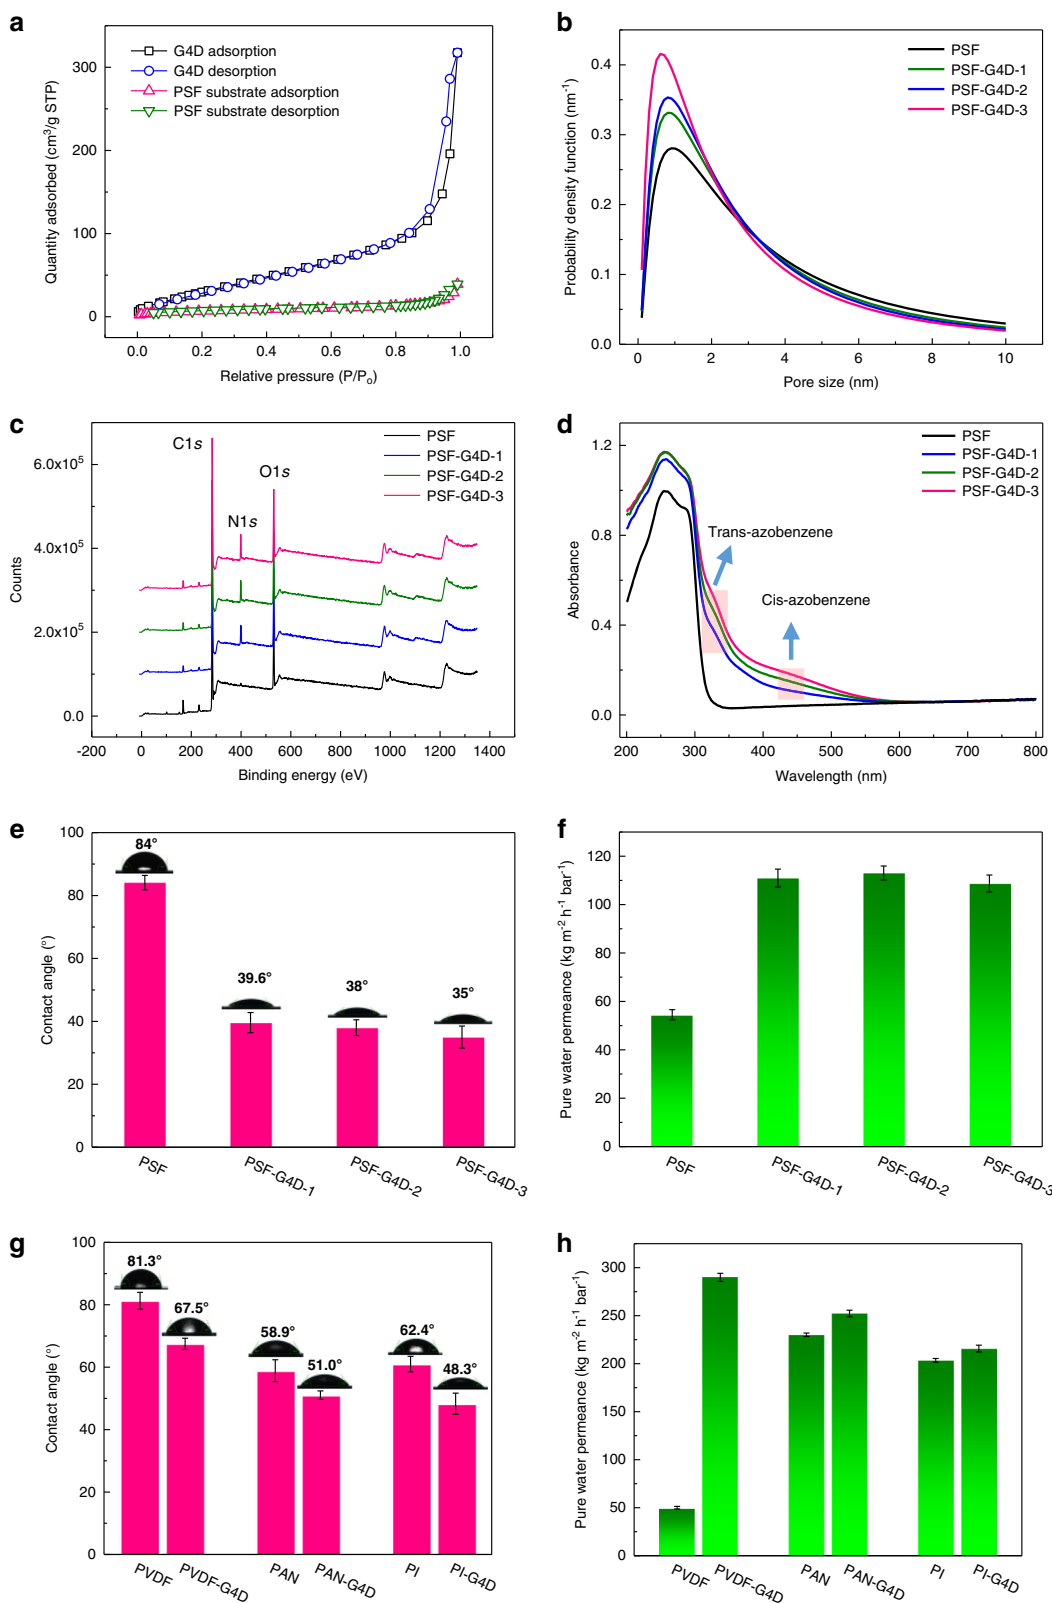 a
G4D adsorption
G4D desorption
PSF substrate adsorption
PSF substrate desorption
300
200
100
0
Quantity adsorbed (cm³/g STP)
0.0 0.2 0.4 0.6 0.8 1.0
Relative pressure (P/Pₒ)
b
PSF
PSF-G4D-1
PSF-G4D-2
PSF-G4D-3
0.4
0.3
0.2
0.1
0.0
Probability density function (nm⁻¹)
0 2 4 6 8 10
Pore size (nm)
c
C1s
O1s
N1s
PSF
PSF-G4D-1
PSF-G4D-2
PSF-G4D-3
6.0x10⁵
4.0x10⁵
2.0x10⁵
0.0
Counts
-200 0 200 400 600 800 1000 1200 1400
Binding energy (eV)
d
PSF
PSF-G4D-1
PSF-G4D-2
PSF-G4D-3
Trans-azobenzene
Cis-azobenzene
1.2
0.8
0.4
0.0
Absorbance
200 300 400 500 600 700 800
Wavelength (nm)
e
84°
39.6°
38°
35°
100
80
60
40
20
0
Contact angle (°)
PSF
PSF-G4D-1
PSF-G4D-2
PSF-G4D-3
f
120
100
80
60
40
20
0
Pure water permeance (kg m⁻² h⁻¹ bar⁻¹)
PSF
PSF-G4D-1
PSF-G4D-2
PSF-G4D-3
g
81.3°
67.5°
58.9°
51.0°
62.4°
48.3°
100
80
60
40
20
0
Contact angle (°)
PVDF
PVDF-G4D
PAN
PAN-G4D
PI
PI-G4D
h
300
250
200
150
100
50
0
Pure water permeance (kg m⁻² h⁻¹ bar⁻¹)
PVDF
PVDF-G4D
PAN
PAN-G4D
PI
PI-G4D